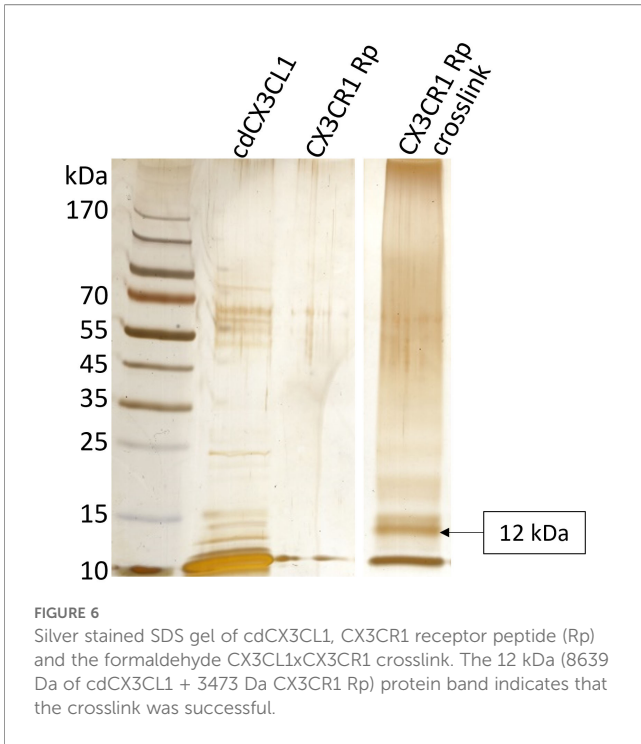 cdCX3CL1
CX3CR1 Rp
CX3CR1 Rp
crosslink
kDa
170
70
55
45
35
25
15
10
12 kDa
FIGURE 6
Silver stained SDS gel of cdCX3CL1, CX3CR1 receptor peptide (Rp)
and the formaldehyde CX3CL1xCX3CR1 crosslink. The 12 kDa (8639
Da of cdCX3CL1 + 3473 Da CX3CR1 Rp) protein band indicates that
the crosslink was successful.